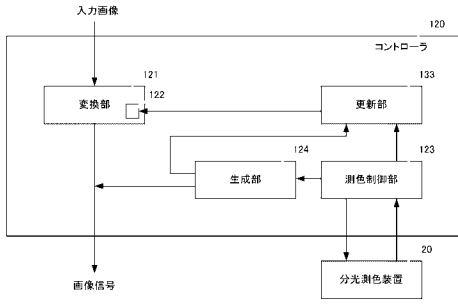 入力画像
120
コントローラ
121
133
変換部
122
更新部
124
123
生成部
測色制御部
20
画像信号
分光測色装置